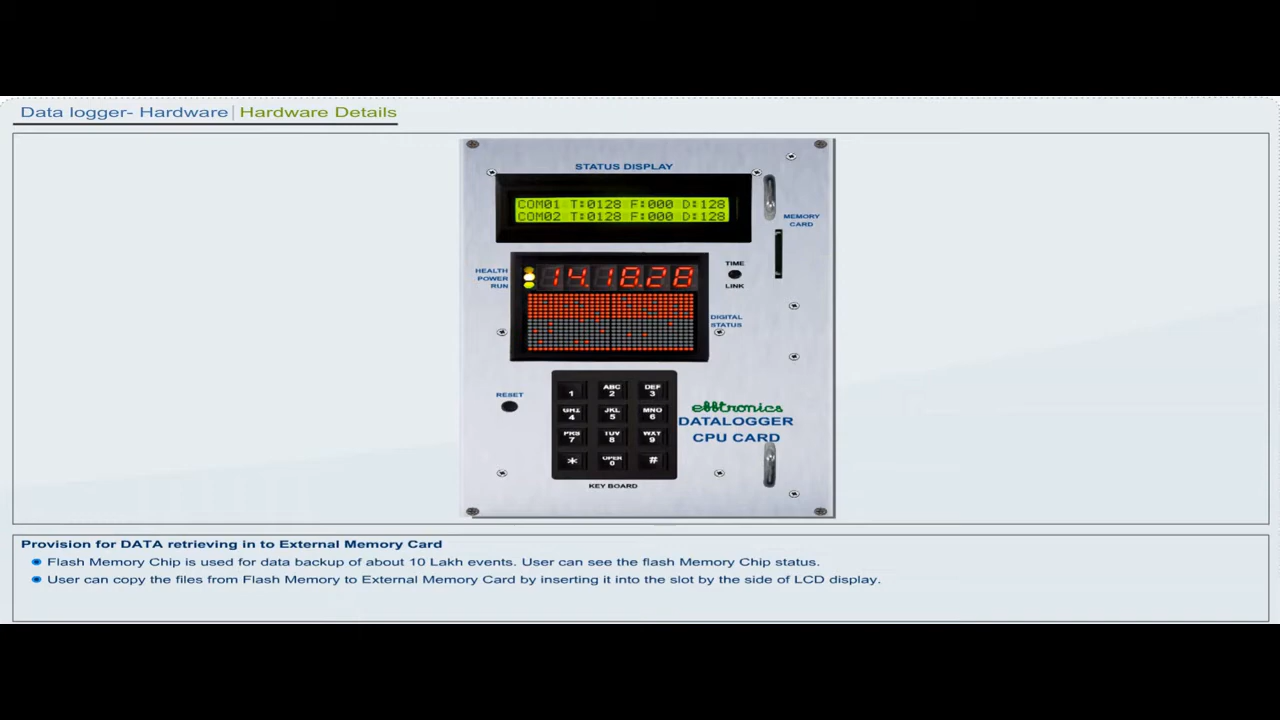 Data logger- Hardware | Hardware Details
STATUS DISPLAY
COM01 T:0128 F:000 D:128
COM02 T:0128 F:000 D:128
MEMORY
CARD
HEALTH
POWER
RUN
14.18.28
TIME
LINK
DIGITAL
STATUS
RESET
1
ABC
2
DEF
3
GHI
4
JKL
5
MNO
6
PRS
7
TUV
8
WXY
9
*
OPER
0
#
efftronics
DATALOGGER
CPU CARD
KEY BOARD
Provision for DATA retrieving in to External Memory Card
Flash Memory Chip is used for data backup of about 10 Lakh events. User can see the flash Memory Chip status.
User can copy the files from Flash Memory to External Memory Card by inserting it into the slot by the side of LCD display.